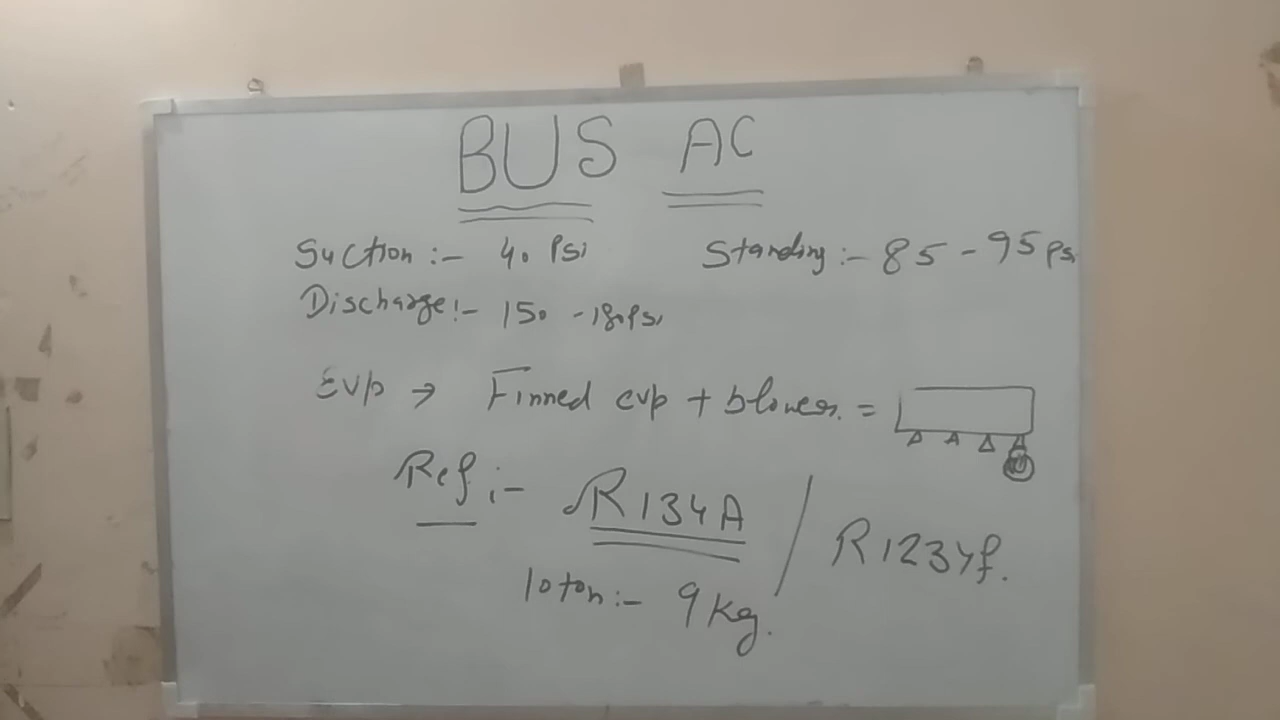 BUS AC
Suction :- 40 Psi Standing :- 85 - 95 psi
Discharge :- 150 - 180 Psi
Evp → Finned evp + blower. =
Ref :- R134A / R1234yf.
10 ton :- 9 kg.